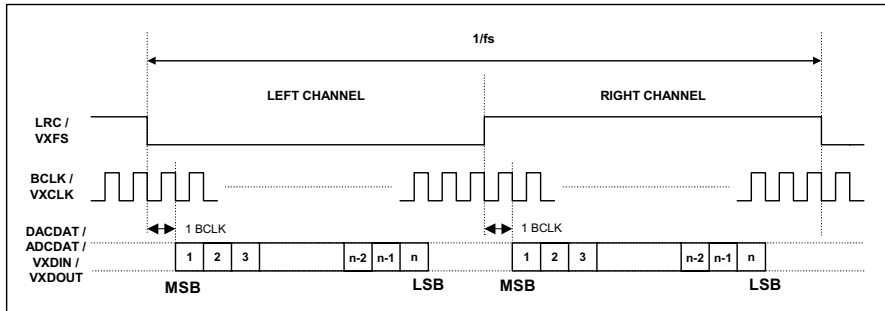 1/fs
LEFT CHANNEL
RIGHT CHANNEL
LRC /
VXFS
BCLK /
VXCLK
1 BCLK
1 BCLK
DACDAT /
ADCDAT /
VXDIN /
VXDOUT
1 2 3 n-2 n-1 n
1 2 3 n-2 n-1 n
MSB
LSB
MSB
LSB